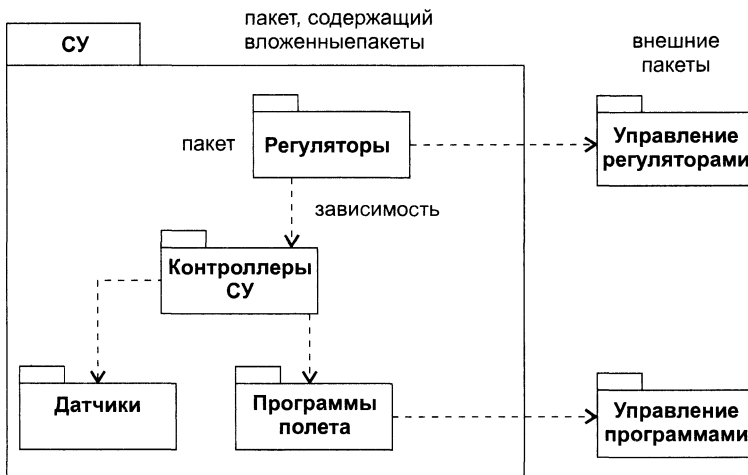 пакет, содержащий
вложенныепакеты
СУ
внешние
пакеты
пакет
Регуляторы
Управление
регуляторами
зависимость
Контроллеры
СУ
Датчики
Программы
полета
Управление
программами